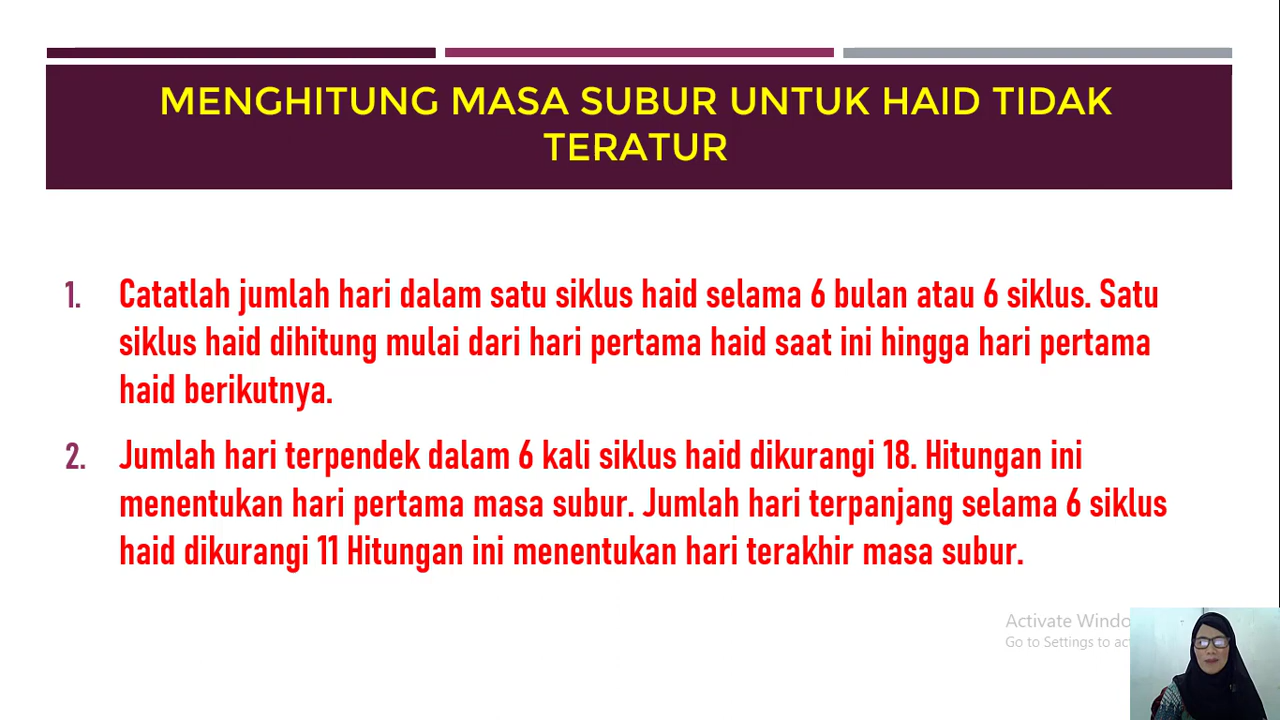 MENGHITUNG MASA SUBUR UNTUK HAID TIDAK
TERATUR
1. Catatlah jumlah hari dalam satu siklus haid selama 6 bulan atau 6 siklus. Satu
siklus haid dihitung mulai dari hari pertama haid saat ini hingga hari pertama
haid berikutnya.
2. Jumlah hari terpendek dalam 6 kali siklus haid dikurangi 18. Hitungan ini
menentukan hari pertama masa subur. Jumlah hari terpanjang selama 6 siklus
haid dikurangi 11 Hitungan ini menentukan hari terakhir masa subur.
Activate
Go to Settings to